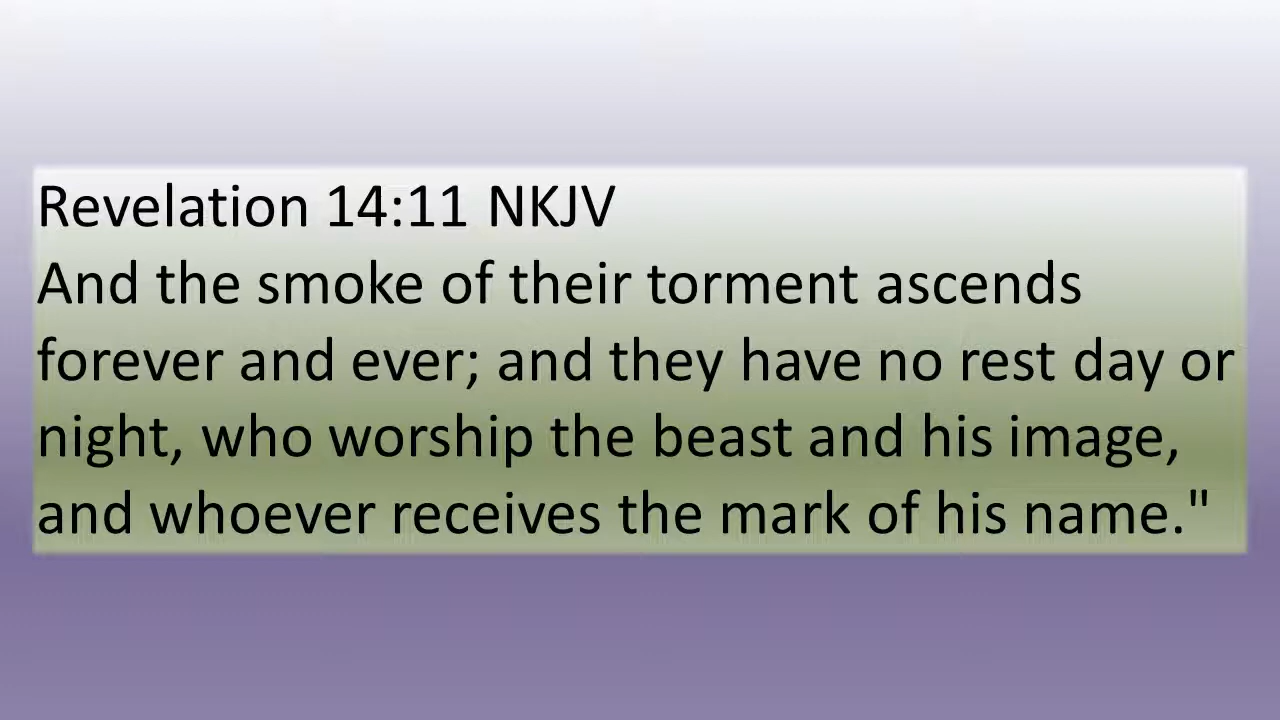 Revelation 14:11 NKJV
And the smoke of their torment ascends
forever and ever; and they have no rest day or
night, who worship the beast and his image,
and whoever receives the mark of his name."